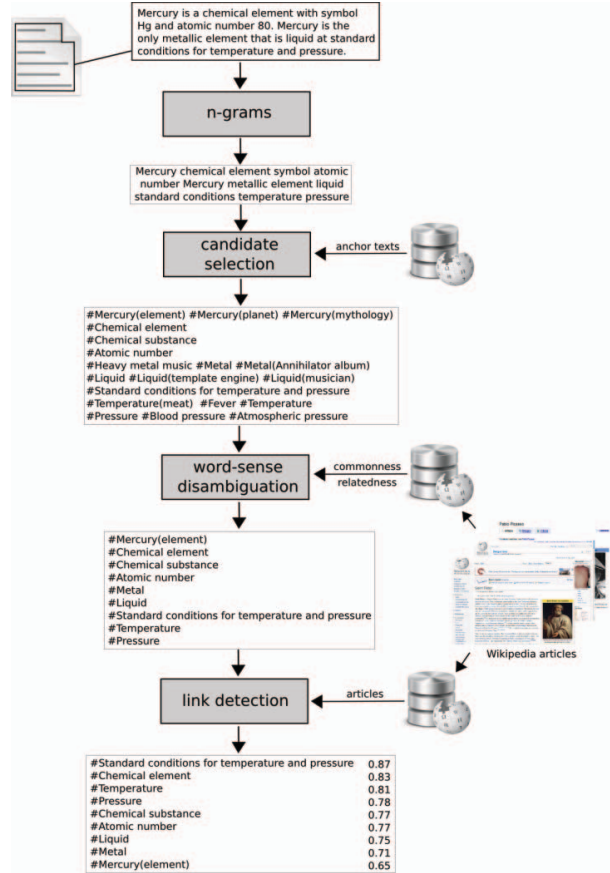 Mercury is a chemical element with symbol
Hg and atomic number 80. Mercury is the
only metallic element that is liquid at standard
conditions for temperature and pressure.
n-grams
Mercury chemical element symbol atomic
number Mercury metallic element liquid
standard conditions temperature pressure
candidate
selection
anchor texts
#Mercury(element) #Mercury(planet) #Mercury(mythology)
#Chemical element
#Chemical substance
#Atomic number
#Heavy metal music #Metal #Metal(Annihilator album)
#Liquid #Liquid(template engine) #Liquid(musician)
#Standard conditions for temperature and pressure
#Temperature(meat) #Fever #Temperature
#Pressure #Blood pressure #Atmospheric pressure
word-sense
disambiguation
commonness
relatedness
#Mercury(element)
#Chemical element
#Chemical substance
#Atomic number
#Metal
#Liquid
#Standard conditions for temperature and pressure
#Temperature
#Pressure
Wikipedia articles
link detection
articles
#Standard conditions for temperature and pressure 0.87
#Chemical element 0.83
#Temperature 0.81
#Pressure 0.78
#Chemical substance 0.77
#Atomic number 0.77
#Liquid 0.75
#Metal 0.71
#Mercury(element) 0.65